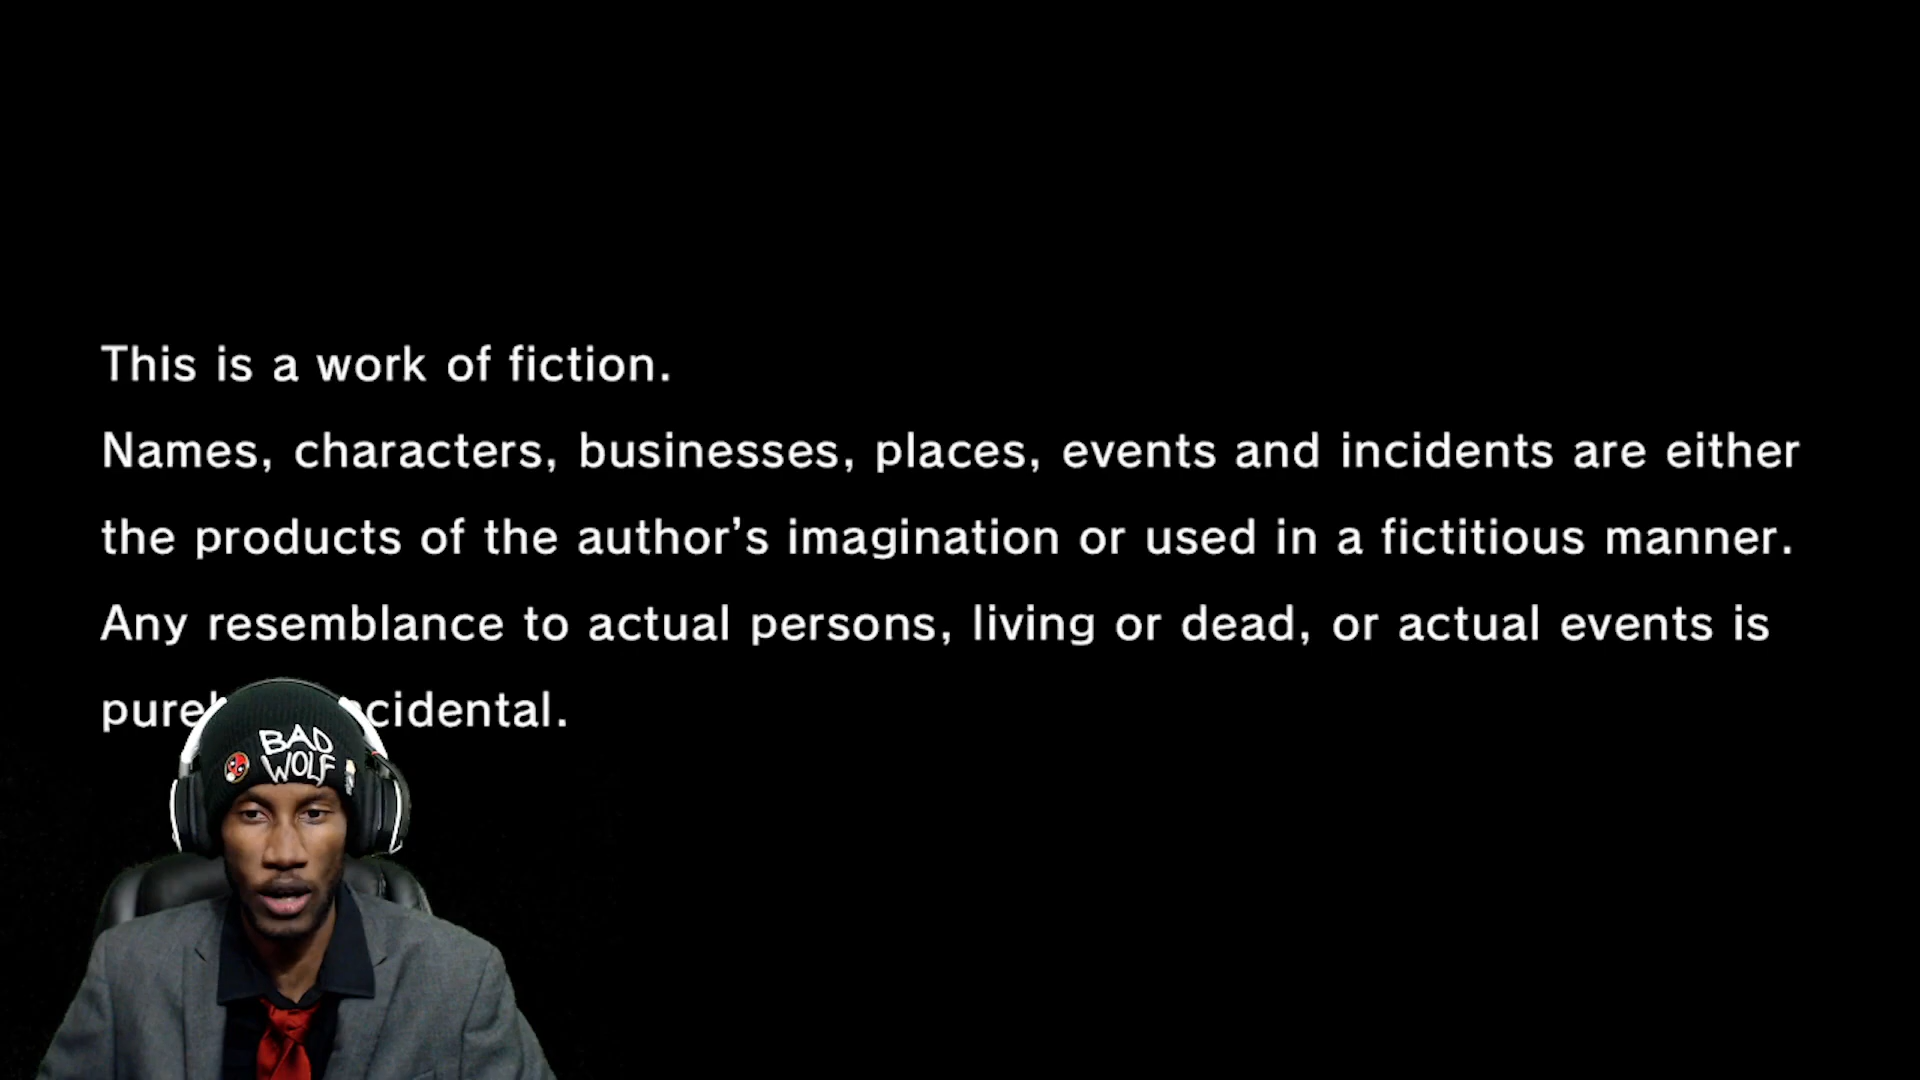 This is a work of fiction.
Names, characters, businesses, places, events and incidents are either
the products of the author’s imagination or used in a fictitious manner.
Any resemblance to actual persons, living or dead, or actual events is
BAD
WOLF